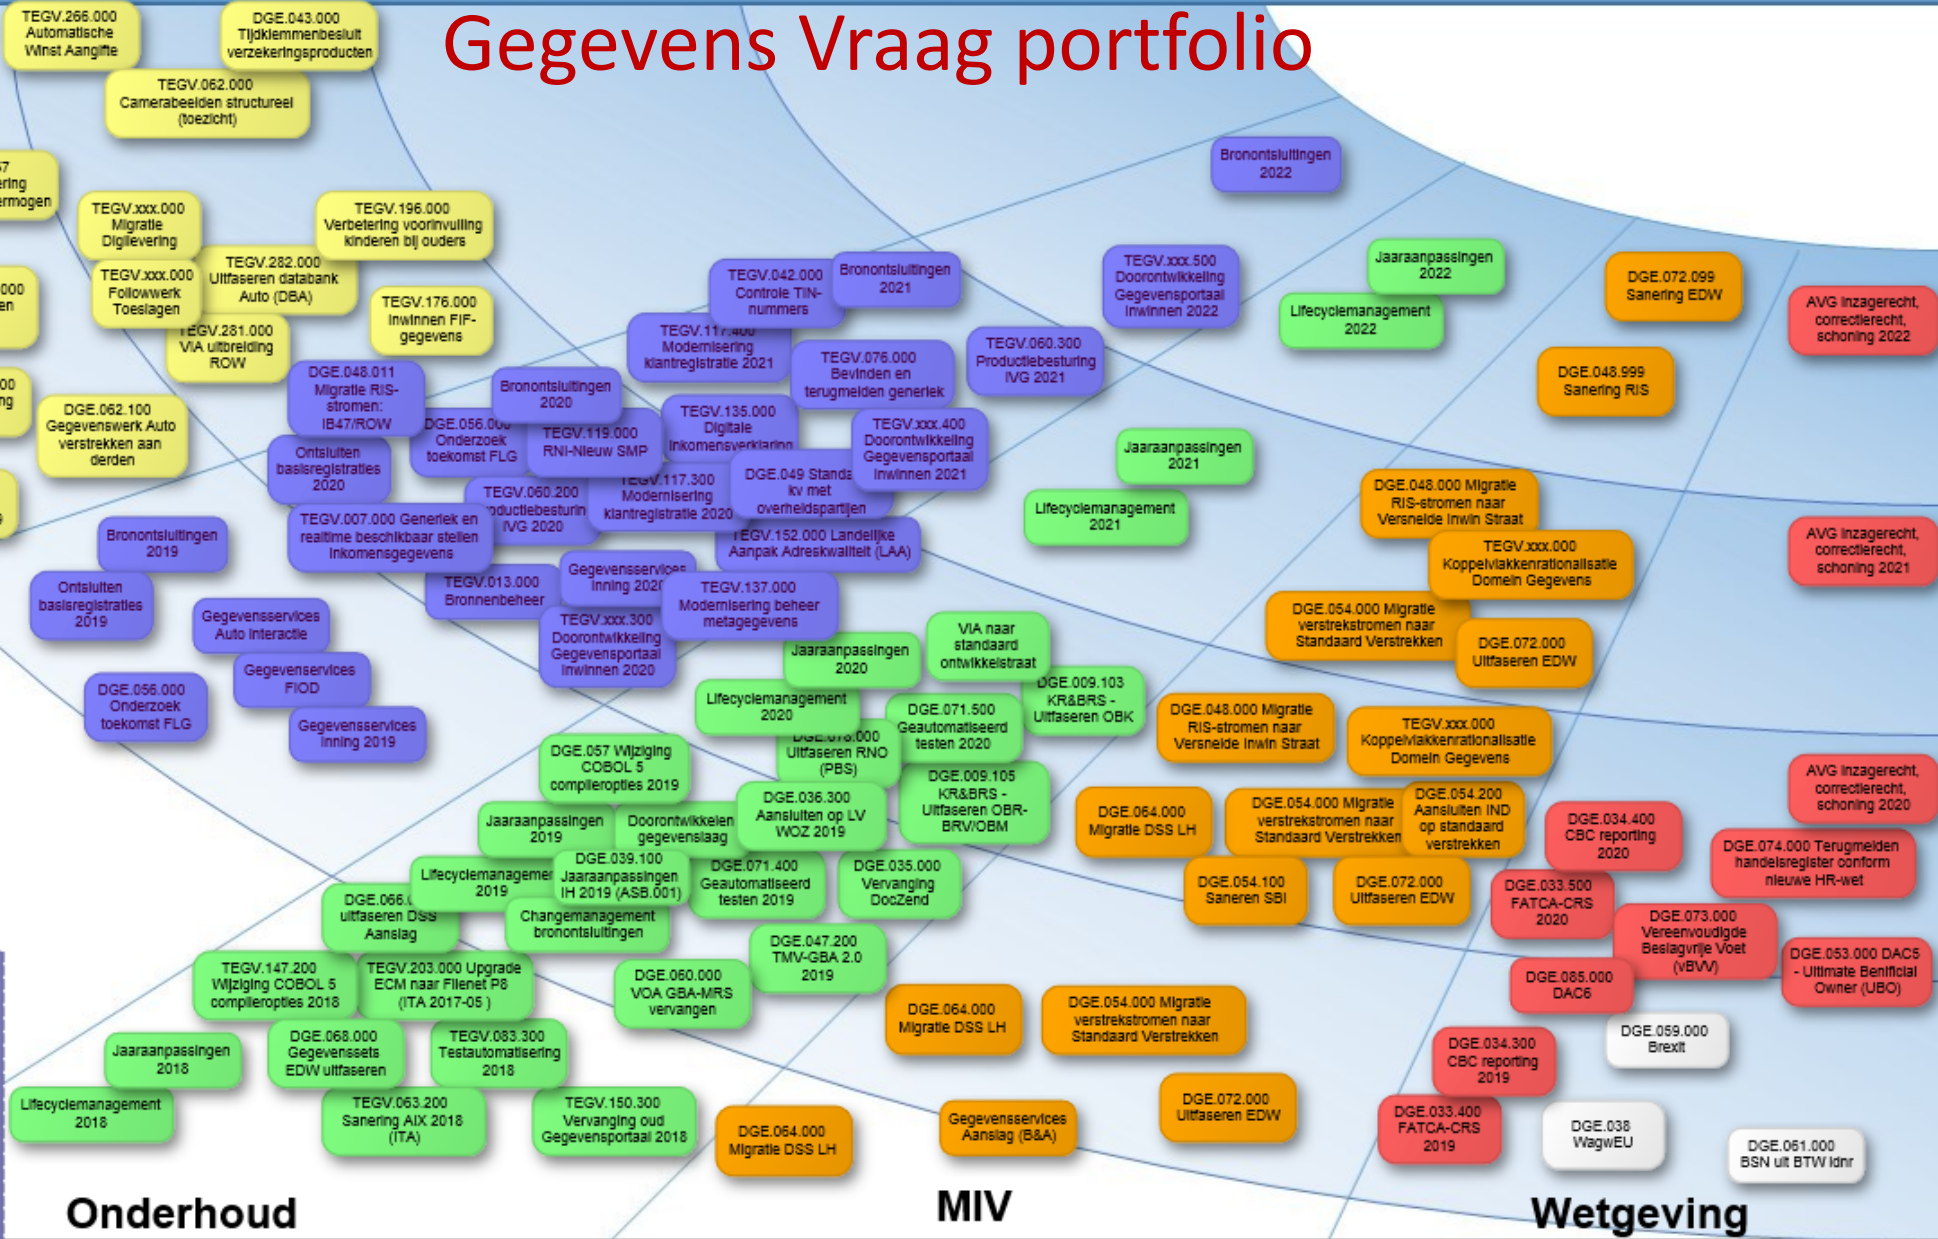 Gegevens Vraag portfolio
TEGV.266.000
Automatische
Winst Aangifte
DGE.043.000
Tijdklemmenbesluit
verzekeringsproducten
TEGV.062.000
Camerabeelden structureel
(toezicht)
TEGV.xxx.000
Migratie
Digilevering
TEGV.196.000
Verbetering voorinvulling
kinderen bij ouders
TEGV.xxx.000
Followwerk
Toeslagen
TEGV.282.000
Uitfaseren databank
Auto (DBA)
TEGV.176.000
Inwinnen FIF-
gegevens
TEGV.281.000
VIA uitbreiding
ROW
DGE.062.100
Gegevenswerk Auto
verstrekken aan
derden
Bronontsluitingen
2022
TEGV.042.000
Controle TIN-
nummers
Bronontsluitingen
2021
TEGV.xxx.500
Doorontwikkeling
Gegevensportaal
Inwinnen 2022
TEGV.117.400
Modernisering
klantregistratie 2021
TEGV.076.000
Bevinden en
terugmelden generiek
TEGV.060.300
Productiebesturing
IVG 2021
DGE.048.011
Migratie RIS-
stromen:
IB47/ROW
Bronontsluitingen
2020
DGE.056.000
Onderzoek
toekomst FLG
TEGV.119.000
RNI-Nieuw SMP
TEGV.135.000
Digitale
Inkomensverklaring
TEGV.xxx.400
Doorontwikkeling
Gegevensportaal
Inwinnen 2021
Ontsluiten
basisregistraties
2020
TEGV.060.200
IVG 2020
TEGV.117.300
Modernisering
klantregistratie 2020
DGE.049
kv met
overheidspartijen
TEGV.007.000 Generiek en
realtime beschikbaar stellen
Inkomensgegevens
TEGV.152.000 Landelijke
Aanpak Adreskwaliteit (LAA)
Bronontsluitingen
2019
TEGV.013.000
Bronnenbeheer
Gegevensservices
Inning 2020
TEGV.137.000
Modernisering beheer
metagegevens
Ontsluiten
basisregistraties
2019
Gegevensservices
Auto Interactie
TEGV.xxx.300
Doorontwikkeling
Gegevensportaal
Inwinnen 2020
Gegevenservices
FIOD
DGE.056.000
Onderzoek
toekomst FLG
Gegevensservices
Inning 2019
Jaaraanpassingen
2022
Lifecyclemanagement
2022
Jaaraanpassingen
2021
Lifecyclemanagement
2021
Jaaraanpassingen
2020
VIA naar
standaard
ontwikkelstraat
Lifecyclemanagement
2020
DGE.071.500
Geautomatiseerd
testen 2020
DGE.009.103
KR&BRS -
Uitfaseren OBK
Uitfaseren RNO
(PBS)
DGE.057 Wijziging
COBOL 5
compileropties 2019
DGE.036.300
Aansluiten op LV
WOZ 2019
DGE.009.105
KR&BRS -
Uitfaseren OBR-
BRV/OBM
Jaaraanpassingen
2019
Doorontwikkelen
gegevenslaag
Lifecyclemanagement
2019
DGE.039.100
Jaaraanpassingen
IH 2019 (ASB.001)
DGE.071.400
Geautomatiseerd
testen 2019
DGE.035.000
Vervanging
DocZend
uitfaseren DSS
Aanslag
Changemanagement
bronontsluitingen
DGE.047.200
TMV-GBA 2.0
2019
TEGV.147.200
Wijziging COBOL 5
compileropties 2018
TEGV.203.000 Upgrade
ECM naar Filenet P8
(ITA 2017-05 )
DGE.060.000
VOA GBA-MRS
vervangen
Jaaraanpassingen
2018
DGE.068.000
Gegevenssets
EDW uitfaseren
TEGV.083.300
Testautomatisering
2018
Lifecyclemanagement
2018
TEGV.063.200
Sanering AIX 2018
(ITA)
TEGV.150.300
Vervanging oud
Gegevensportaal 2018
DGE.072.099
Sanering EDW
DGE.048.999
Sanering RIS
DGE.048.000 Migratie
RIS-stromen naar
Versnelde Inwin Straat
TEGV.xxx.000
Koppelvlakkenrationalisatie
Domein Gegevens
DGE.054.000 Migratie
verstrekstromen naar
Standaard Verstrekken
DGE.072.000
Uitfaseren EDW
DGE.048.000 Migratie
RIS-stromen naar
Versnelde Inwin Straat
TEGV.xxx.000
Koppelvlakkenrationalisatie
Domein Gegevens
DGE.064.000
Migratie DSS LH
DGE.054.000 Migratie
verstrekstromen naar
Standaard Verstrekken
DGE.054.200
Aansluiten IND
op standaard
verstrekken
DGE.054.100
Saneren SBI
DGE.072.000
Uitfaseren EDW
DGE.064.000
Migratie DSS LH
DGE.054.000 Migratie
verstrekstromen naar
Standaard Verstrekken
DGE.072.000
Uitfaseren EDW
DGE.064.000
Migratie DSS LH
Gegevensservices
Aanslag (B&A)
AVG inzagerecht,
correctierecht,
schoning 2022
AVG inzagerecht,
correctierecht,
schoning 2021
AVG inzagerecht,
correctierecht,
schoning 2020
DGE.034.400
CBC reporting
2020
DGE.074.000 Terugmelden
handelsregister conform
nieuwe HR-wet
DGE.033.500
FATCA-CRS
2020
DGE.073.000
Vereenvoudigde
Beslagvrije Voet
(vBVV)
DGE.053.000 DAC5
- Ultimate Benificial
Owner (UBO)
DGE.085.000
DAC6
DGE.059.000
Brexit
DGE.034.300
CBC reporting
2019
DGE.033.400
FATCA-CRS
2019
DGE.038
WagwEU
DGE.061.000
BSN uit BTW idnr
Onderhoud
MIV
Wetgeving